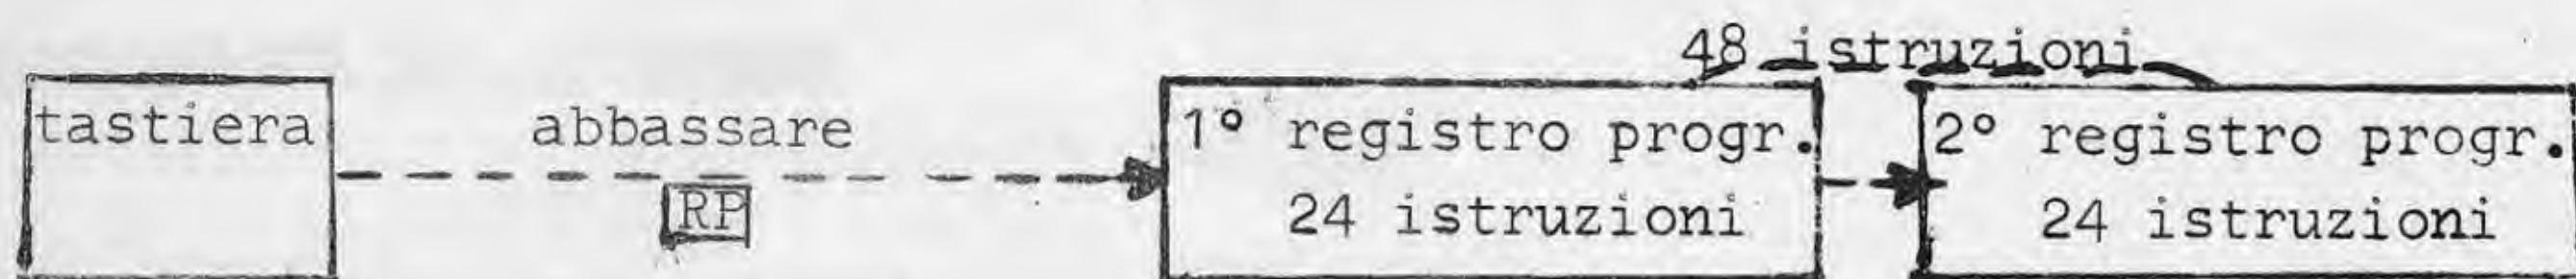 48 istruzioni
tastiera
abbassare
RP
1° registro progr.
24 istruzioni
2° registro progr.
24 istruzioni